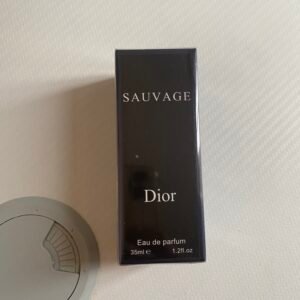 SAUVAGE
Dior
Eau de parfum
35ml e 1.2fl.oz